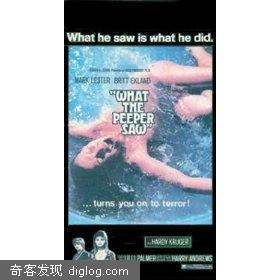 What he saw is what he did.
MARK LESTER BRITT EKLAND
"WHAT
THE
PEEPER
SAW"
...turns you on to terror!
HARDY KRUGER
LILLI PALMER
HARRY ANDREWS
奇客发现 | diglog.com